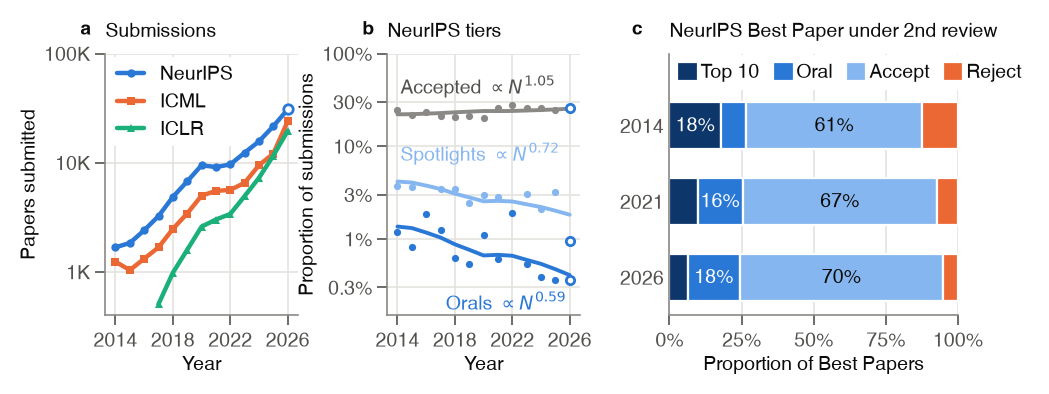 a Submissions
100K
10K
1K
NeurIPS
ICML
ICLR
2014 2018 2022 2026
Year
Papers submitted
b NeurIPS tiers
100%
30%
10%
3%
1%
0.3%
Accepted ∝N^1.05
Spotlights ∝N^0.72
Orals ∝N^0.59
2014 2018 2022 2026
Year
Proportion of submissions
c NeurIPS Best Paper under 2nd review
Top 10 Oral Accept Reject
2014 18% 61%
2021 16% 67%
2026 18% 70%
0% 25% 50% 75% 100%
Proportion of Best Papers